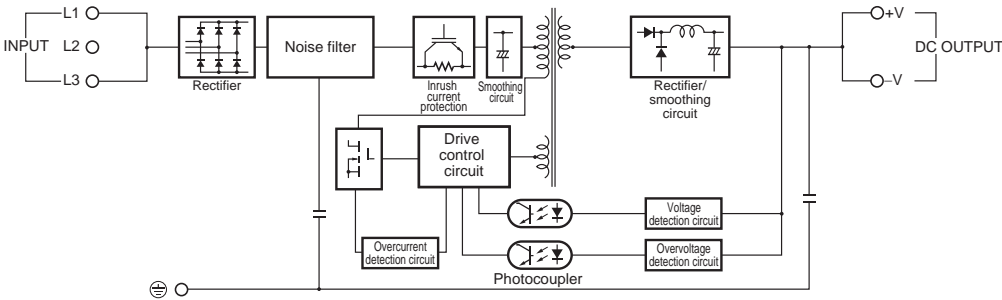 L1
INPUT
L2
L3
Rectifier
Noise filter
Inrush
current
protection
Smoothing
circuit
Rectifier/
smoothing
circuit
+V
DC OUTPUT
−V
Drive
control
circuit
Overcurrent
detection circuit
Voltage
detection circuit
Overvoltage
detection circuit
Photocoupler